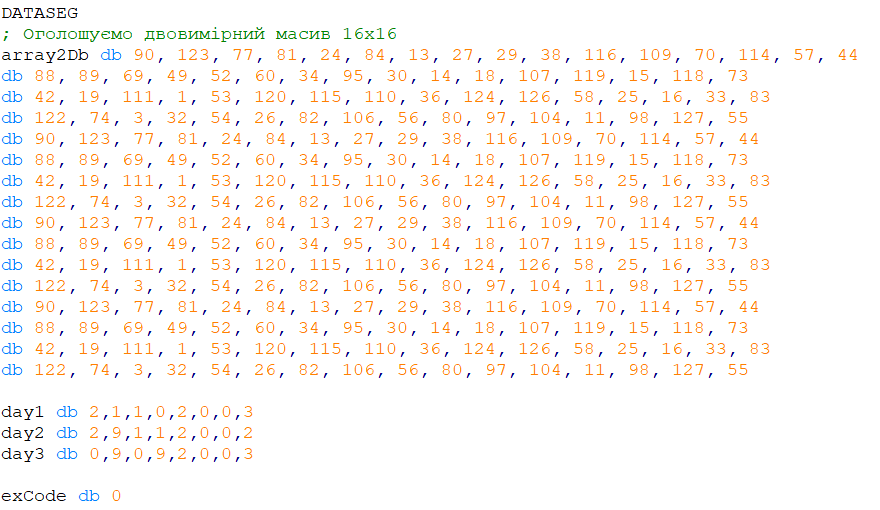 DATASEG
; Оголошуємо двовимірний масив 16х16
array2Db db 90, 123, 77, 81, 24, 84, 13, 27, 29, 38, 116, 109, 70, 114, 57, 44
db 88, 89, 69, 49, 52, 60, 34, 95, 30, 14, 18, 107, 119, 15, 118, 73
db 42, 19, 111, 1, 53, 120, 115, 110, 36, 124, 126, 58, 25, 16, 33, 83
db 122, 74, 3, 32, 54, 26, 82, 106, 56, 80, 97, 104, 11, 98, 127, 55
db 90, 123, 77, 81, 24, 84, 13, 27, 29, 38, 116, 109, 70, 114, 57, 44
db 88, 89, 69, 49, 52, 60, 34, 95, 30, 14, 18, 107, 119, 15, 118, 73
db 42, 19, 111, 1, 53, 120, 115, 110, 36, 124, 126, 58, 25, 16, 33, 83
db 122, 74, 3, 32, 54, 26, 82, 106, 56, 80, 97, 104, 11, 98, 127, 55
db 90, 123, 77, 81, 24, 84, 13, 27, 29, 38, 116, 109, 70, 114, 57, 44
db 88, 89, 69, 49, 52, 60, 34, 95, 30, 14, 18, 107, 119, 15, 118, 73
db 42, 19, 111, 1, 53, 120, 115, 110, 36, 124, 126, 58, 25, 16, 33, 83
db 122, 74, 3, 32, 54, 26, 82, 106, 56, 80, 97, 104, 11, 98, 127, 55
db 90, 123, 77, 81, 24, 84, 13, 27, 29, 38, 116, 109, 70, 114, 57, 44
db 88, 89, 69, 49, 52, 60, 34, 95, 30, 14, 18, 107, 119, 15, 118, 73
db 42, 19, 111, 1, 53, 120, 115, 110, 36, 124, 126, 58, 25, 16, 33, 83
db 122, 74, 3, 32, 54, 26, 82, 106, 56, 80, 97, 104, 11, 98, 127, 55
day1 db 2,1,1,0,2,0,0,3
day2 db 2,9,1,1,2,0,0,2
day3 db 0,9,0,9,2,0,0,3
exCode db 0